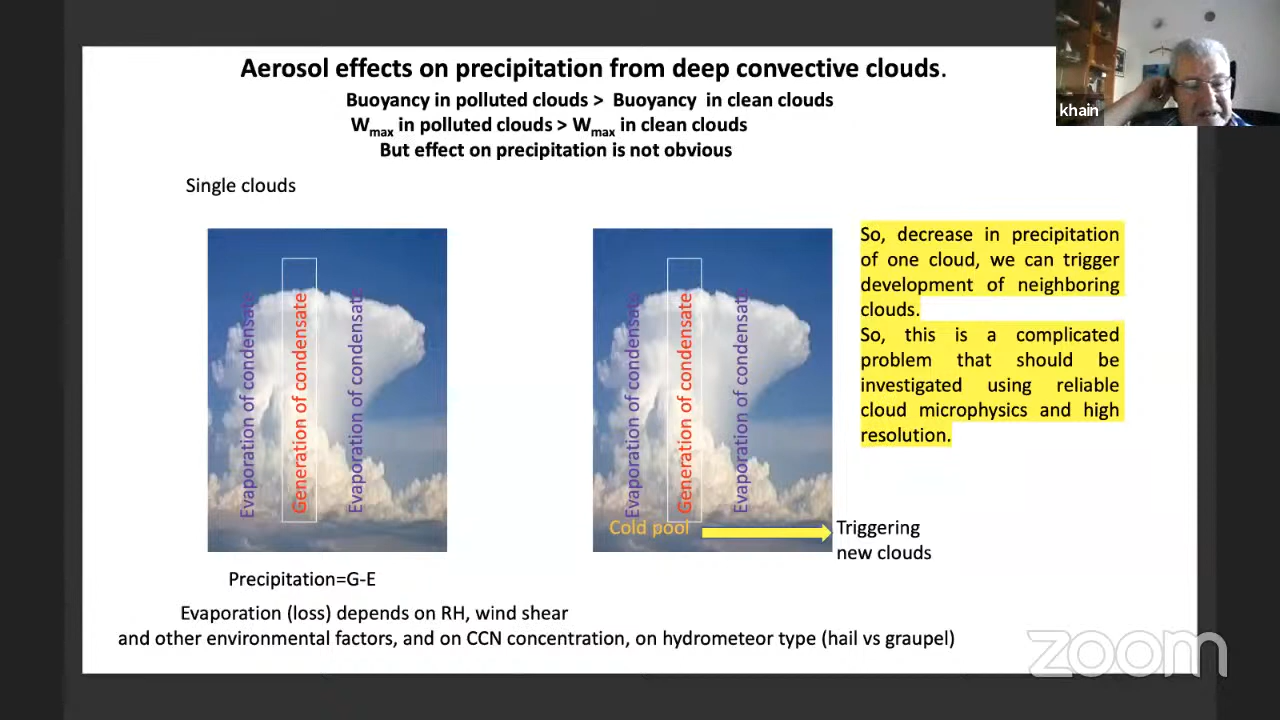 Aerosol effects on precipitation from deep convective clouds.
Buoyancy in polluted clouds > Buoyancy in clean clouds
Wmax in polluted clouds > Wmax in clean clouds
But effect on precipitation is not obvious
khain
Single clouds
Evaporation of condensate
Generation of condensate
Evaporation of condensate
Evaporation of condensate
Generation of condensate
Evaporation of condensate
Cold pool
Triggering
new clouds
So, decrease in precipitation
of one cloud, we can trigger
development of neighboring
clouds.
So, this is a complicated
problem that should be
investigated using reliable
cloud microphysics and high
resolution.
Precipitation=G-E
Evaporation (loss) depends on RH, wind shear
and other environmental factors, and on CCN concentration, on hydrometeor type (hail vs graupel)
zoom